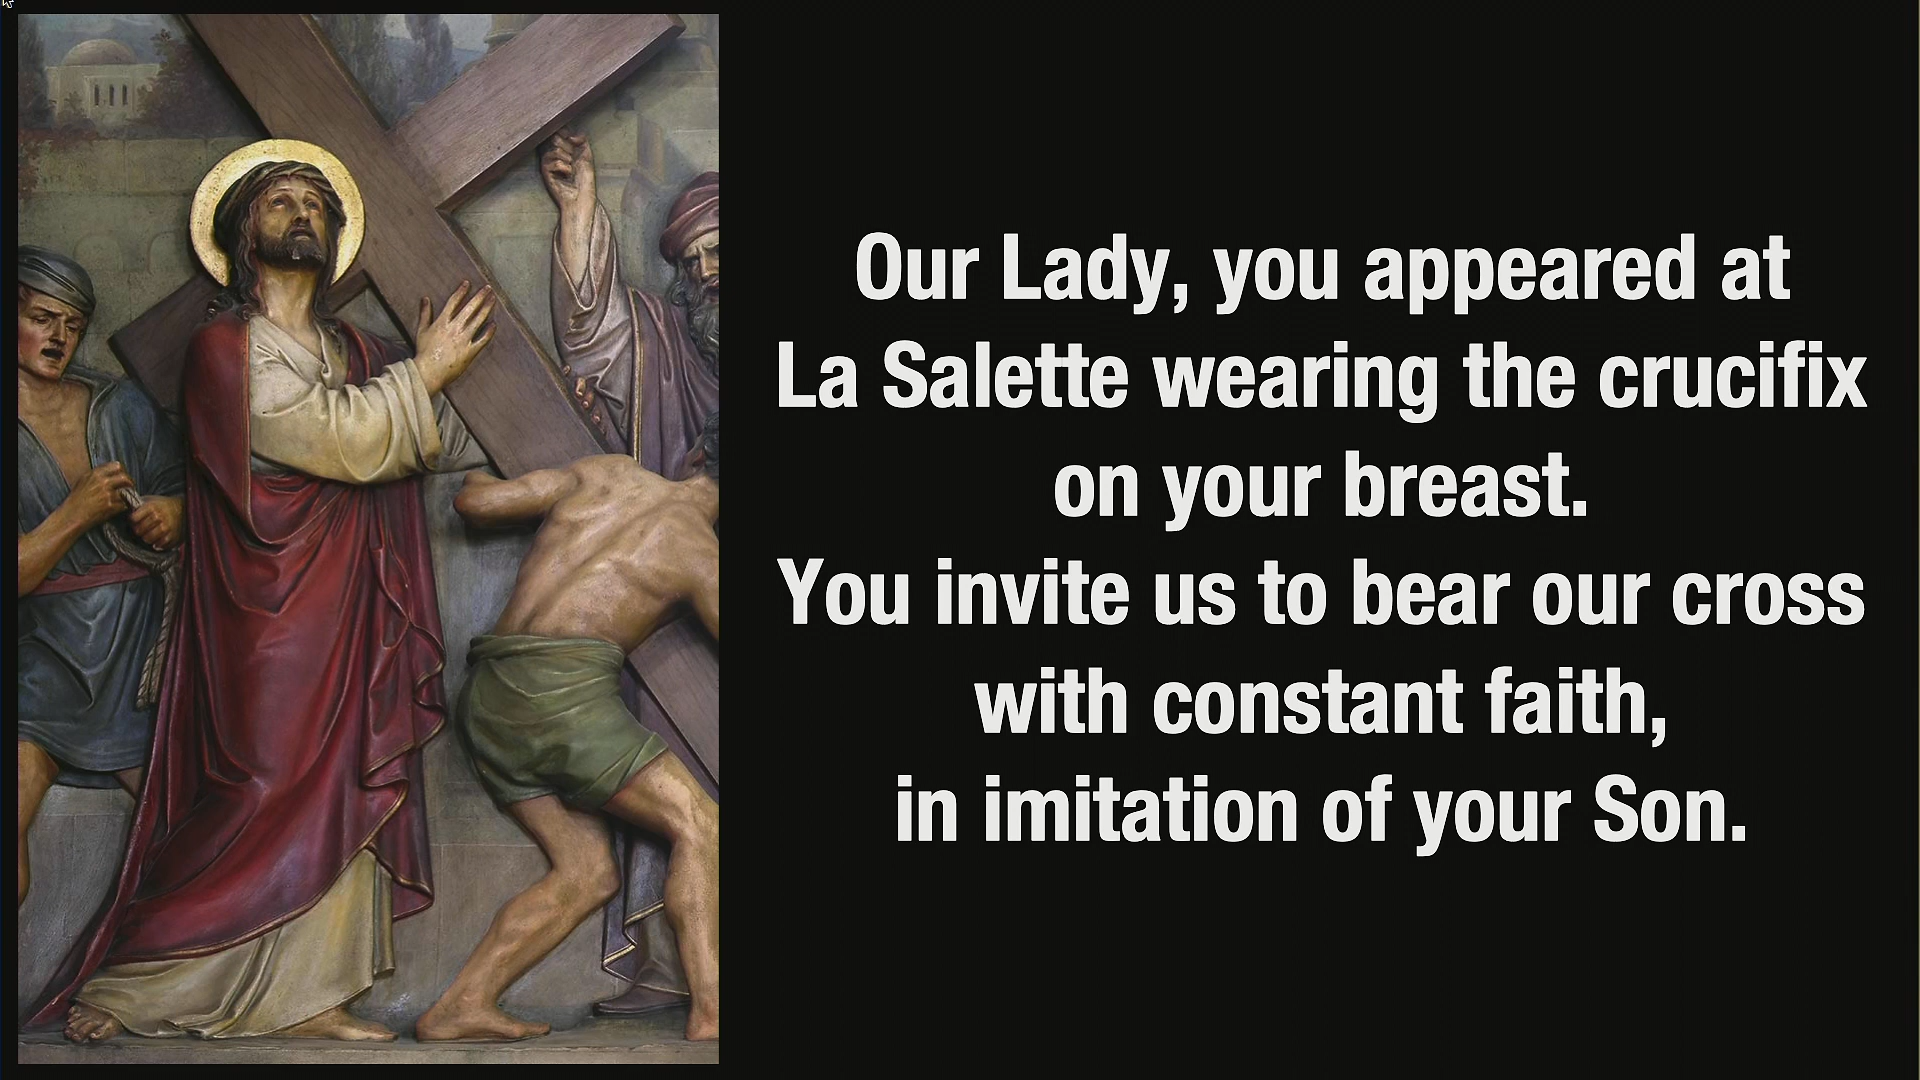 Our Lady, you appeared at
La Salette wearing the crucifix
on your breast.
You invite us to bear our cross
with constant faith,
in imitation of your Son.